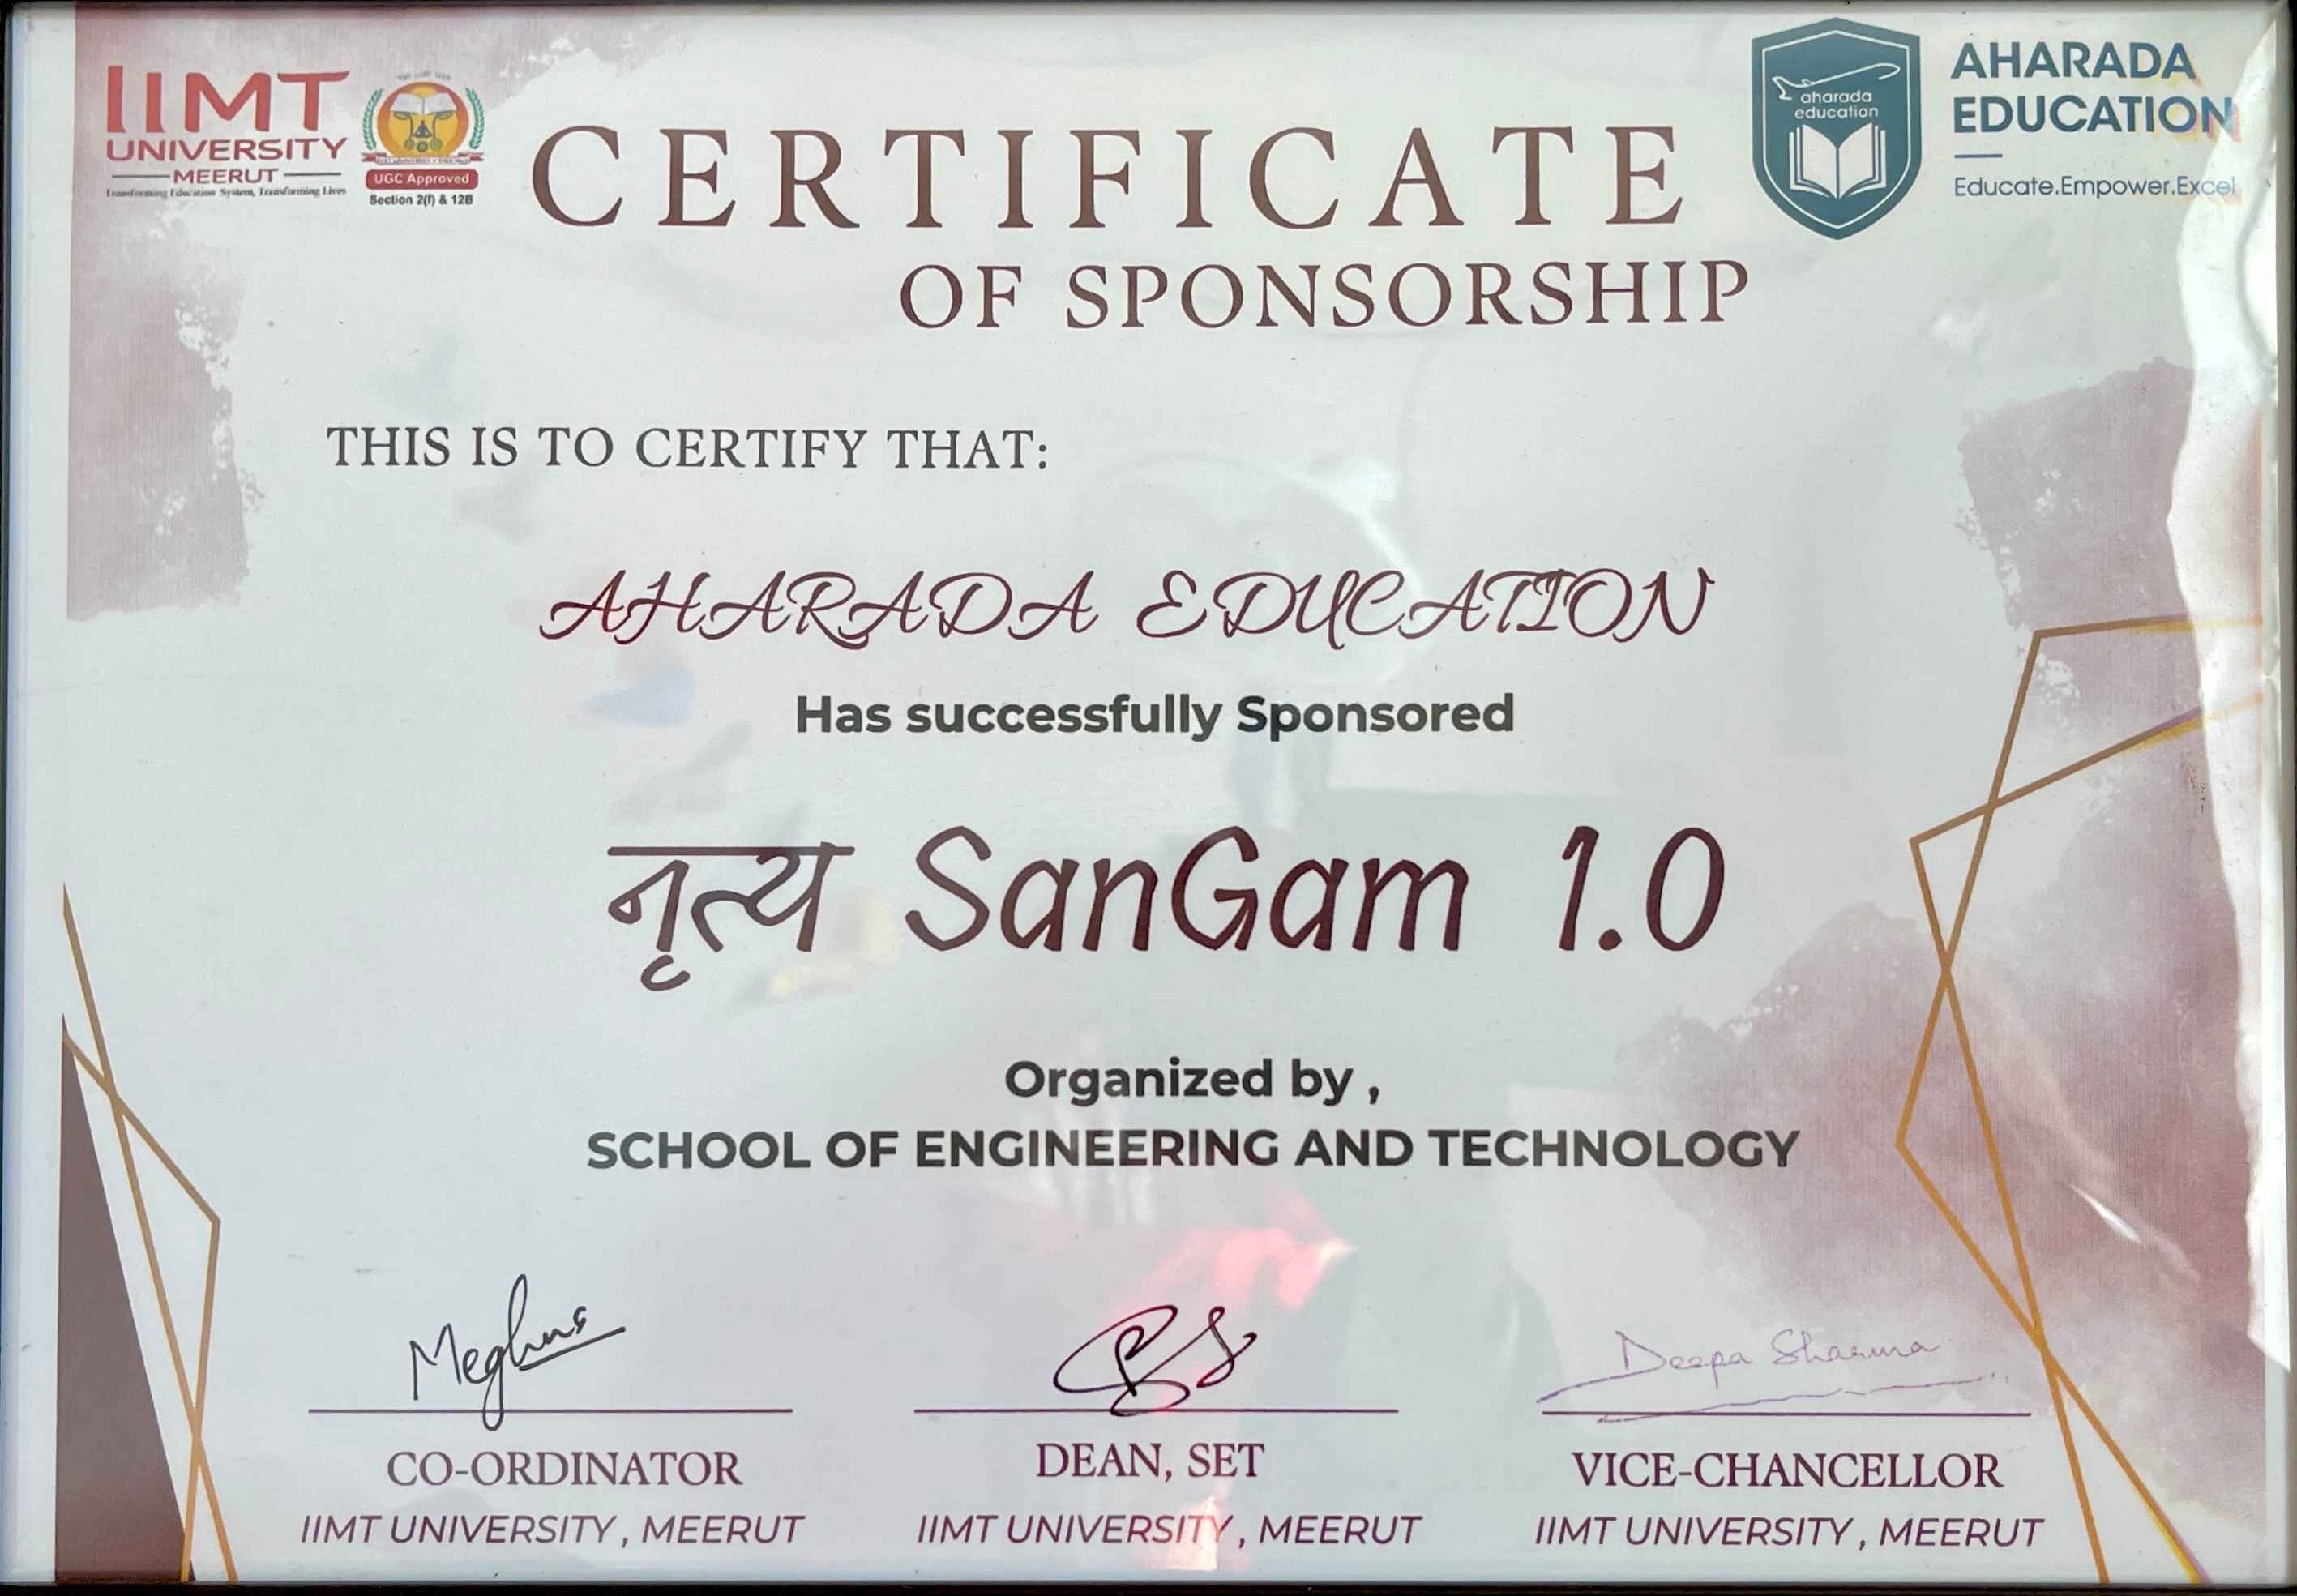 IIMT
UNIVERSITY
MEERUT
Transforming Education System, Transforming Lives
UGC Approved
Section 2(f) & 12B
aharada
education
AHARADA
EDUCATION
Educate.Empower.Excel
CERTIFICATE
OF SPONSORSHIP
THIS IS TO CERTIFY THAT:
AHARADA EDUCATION
Has successfully Sponsored
नृत्य SanGam 1.0
Organized by ,
SCHOOL OF ENGINEERING AND TECHNOLOGY
Deepa Sharma
CO-ORDINATOR
IIMT UNIVERSITY, MEERUT
DEAN, SET
IIMT UNIVERSITY, MEERUT
VICE-CHANCELLOR
IIMT UNIVERSITY, MEERUT